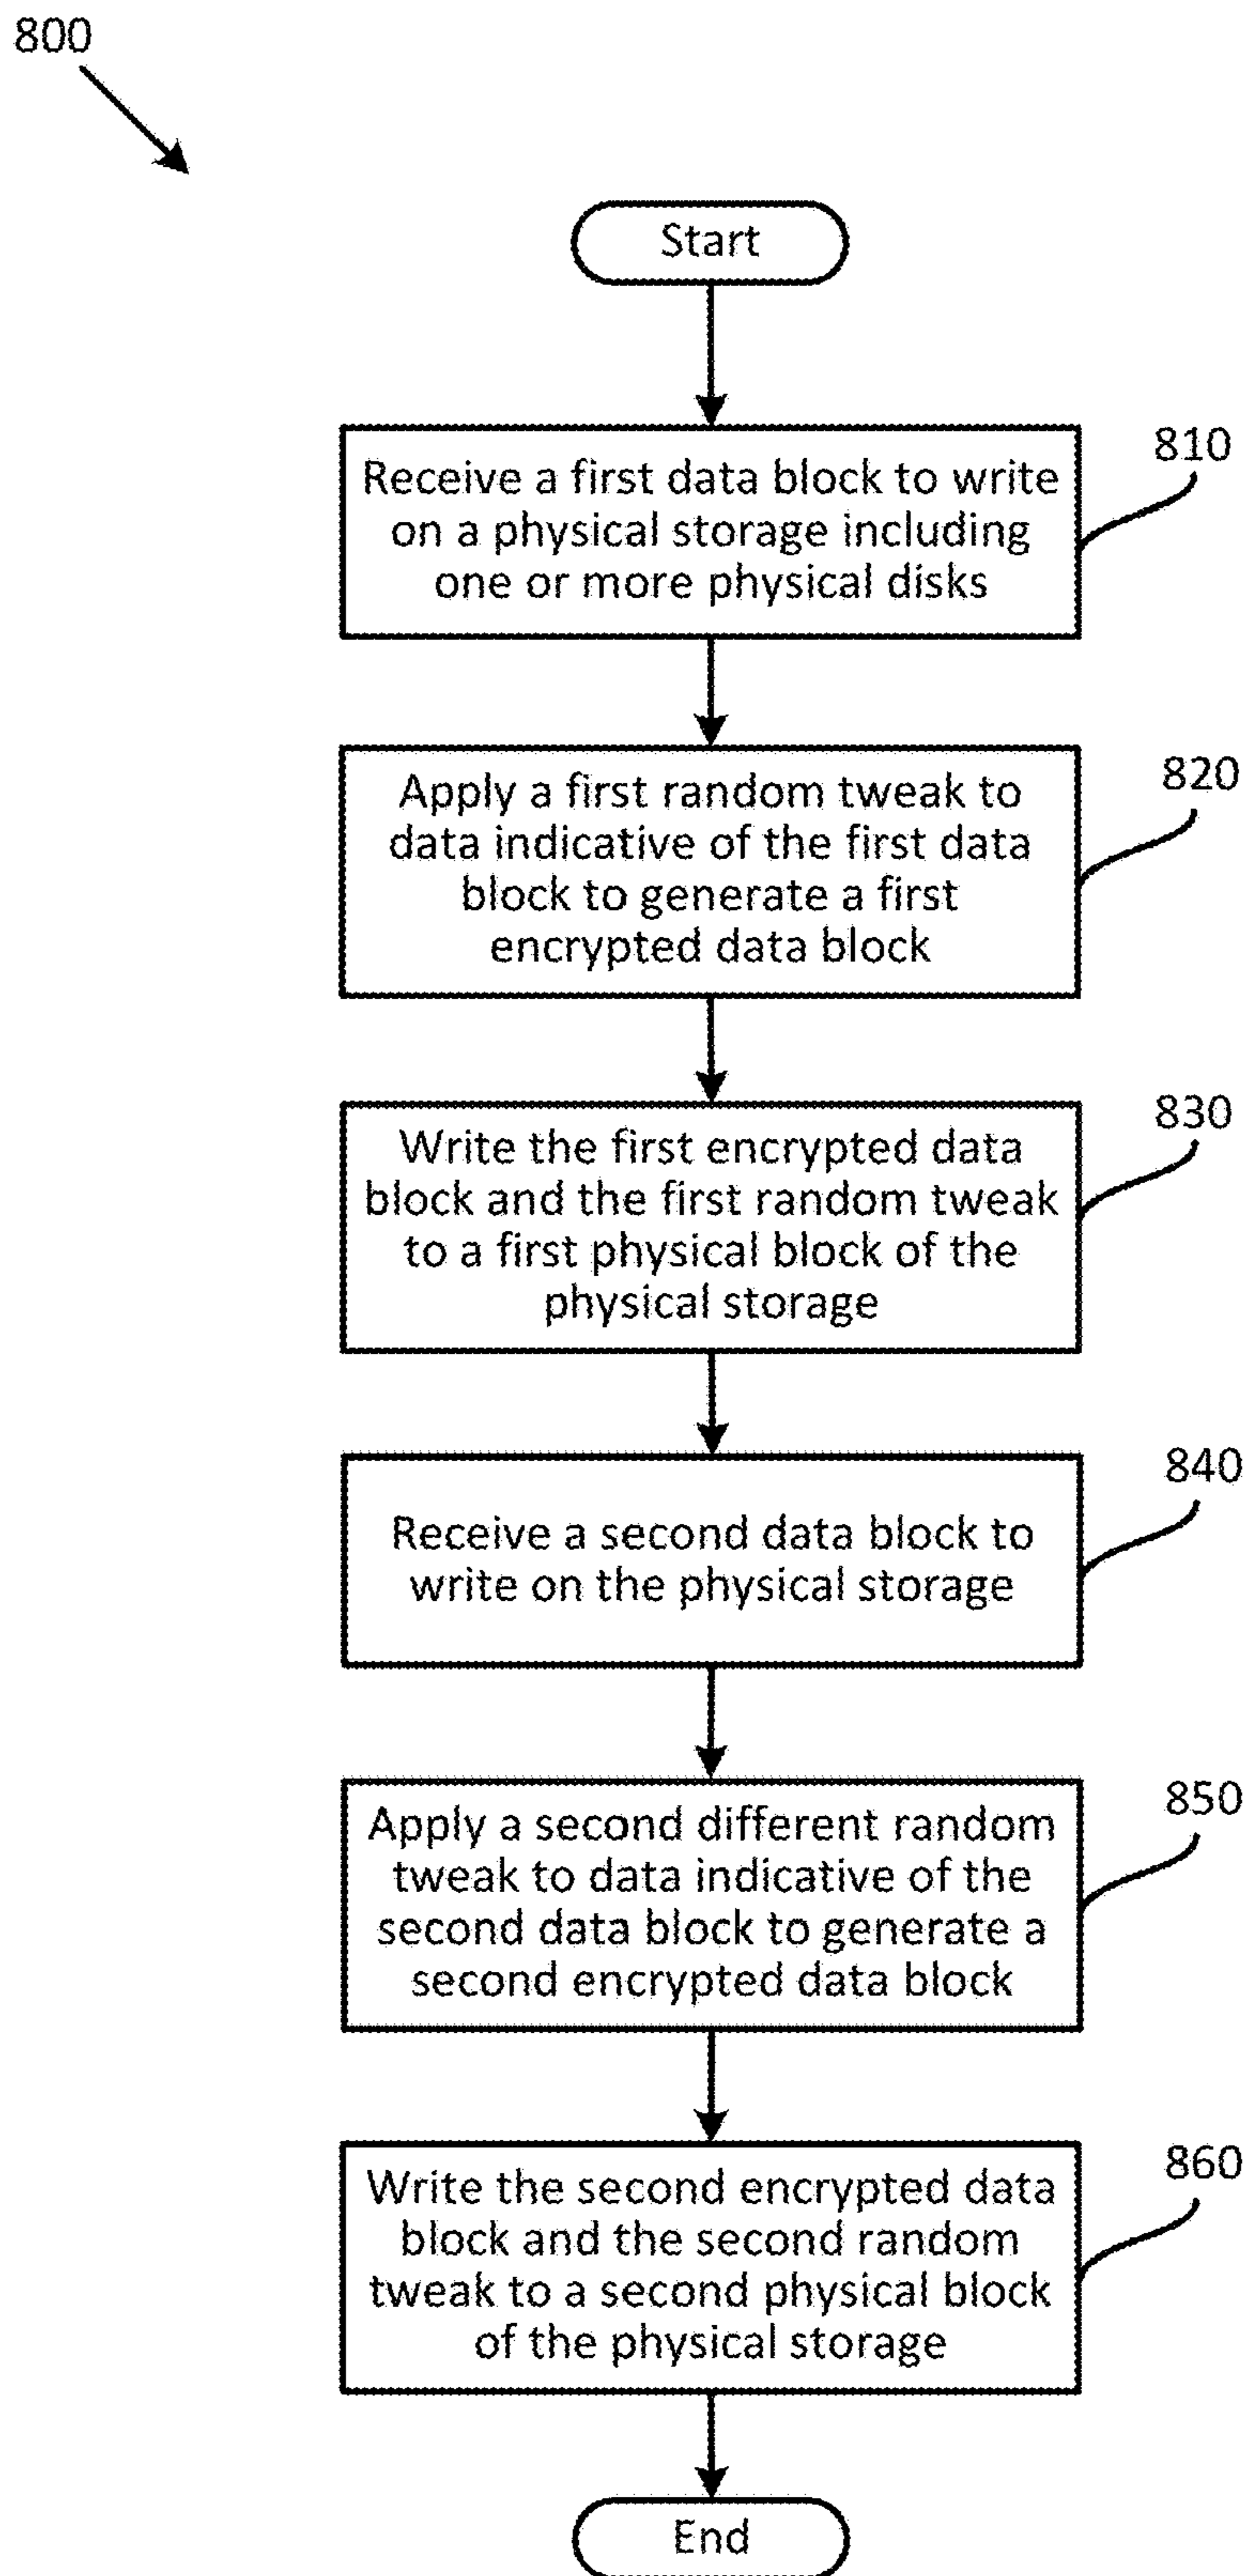 800
Start
Receive a first data block to write
on a physical storage including
one or more physical disks
810
Apply a first random tweak to
data indicative of the first data
block to generate a first
encrypted data block
820
Write the first encrypted data
block and the first random tweak
to a first physical block of the
physical storage
830
Receive a second data block to
write on the physical storage
840
Apply a second different random
tweak to data indicative of the
second data block to generate a
second encrypted data block
850
Write the second encrypted data
block and the second random
tweak to a second physical block
of the physical storage
860
End